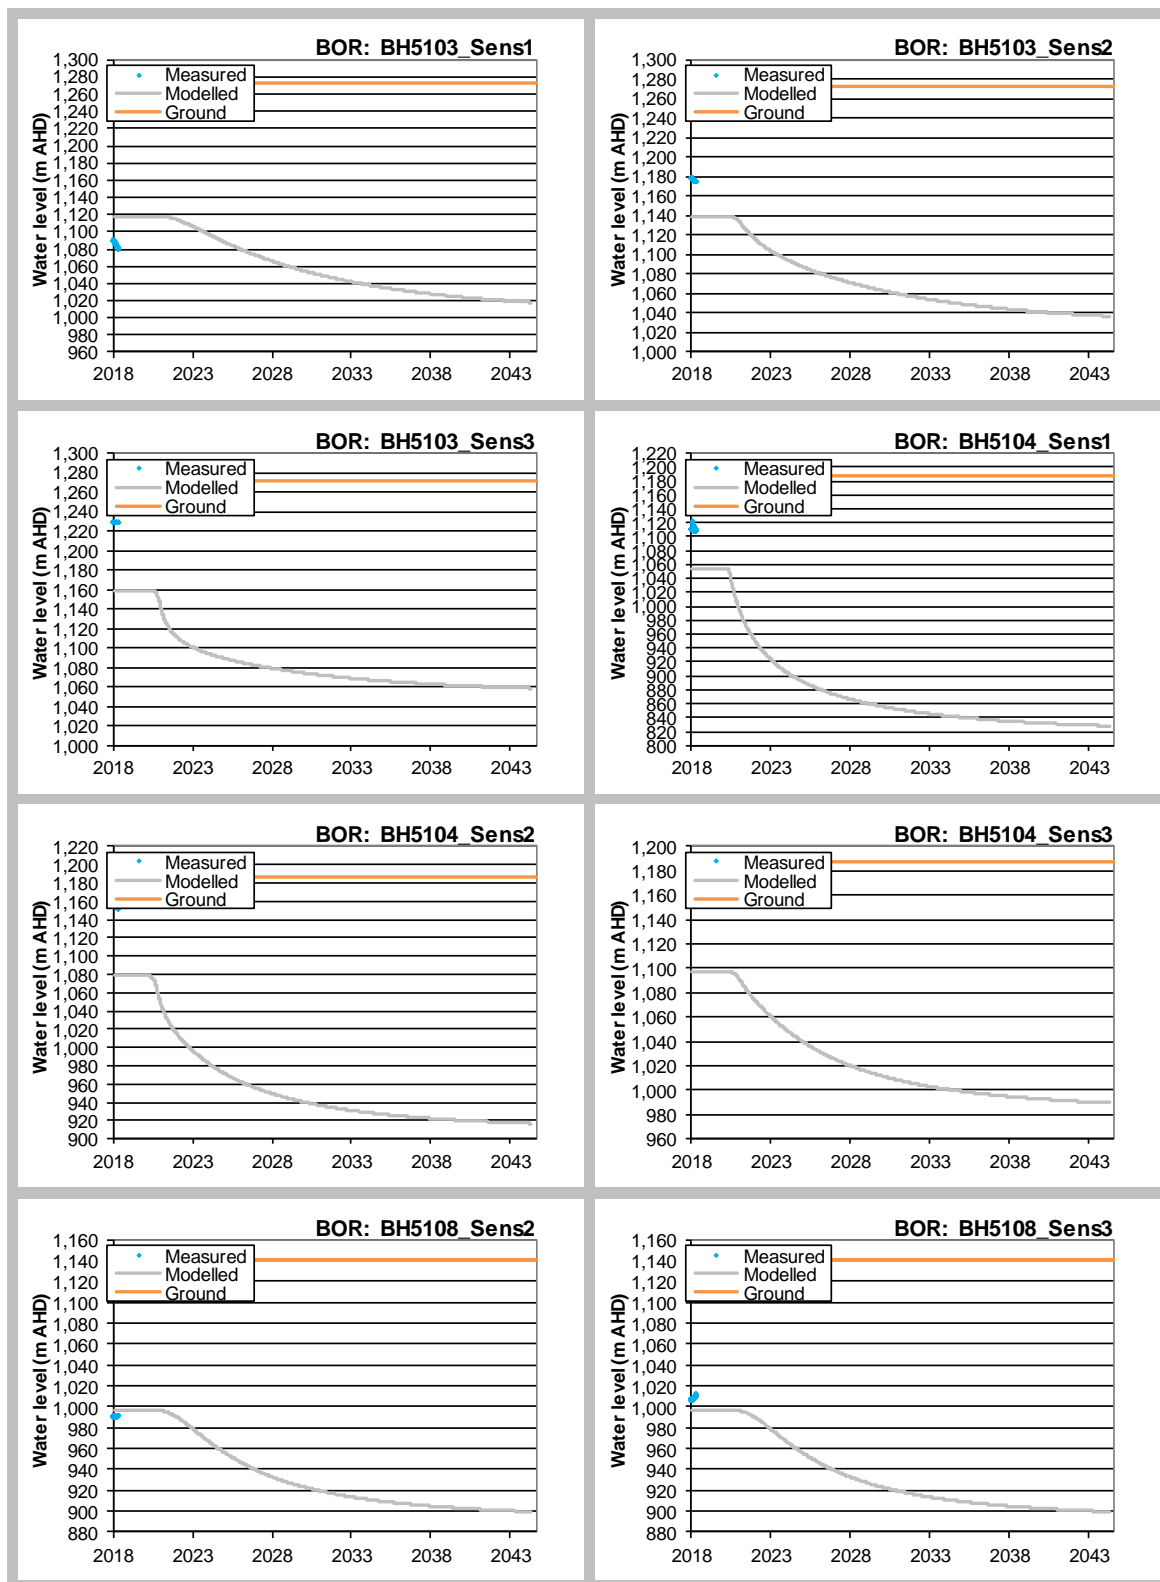 BOR: BH5103_Sens1
Water level (m AHD)
1,300
1,280
1,260
1,240
1,220
1,200
1,180
1,160
1,140
1,120
1,100
1,080
1,060
1,040
1,020
1,000
980
960
Measured
Modelled
Ground
2018 2023 2028 2033 2038 2043
BOR: BH5103_Sens2
Water level (m AHD)
1,300
1,280
1,260
1,240
1,220
1,200
1,180
1,160
1,140
1,120
1,100
1,080
1,060
1,040
1,020
1,000
Measured
Modelled
Ground
2018 2023 2028 2033 2038 2043
BOR: BH5103_Sens3
Water level (m AHD)
1,300
1,280
1,260
1,240
1,220
1,200
1,180
1,160
1,140
1,120
1,100
1,080
1,060
1,040
1,020
1,000
Measured
Modelled
Ground
2018 2023 2028 2033 2038 2043
BOR: BH5104_Sens1
Water level (m AHD)
1,220
1,200
1,180
1,160
1,140
1,120
1,100
1,080
1,060
1,040
1,020
1,000
980
960
940
920
900
880
860
840
820
800
Measured
Modelled
Ground
2018 2023 2028 2033 2038 2043
BOR: BH5104_Sens2
Water level (m AHD)
1,220
1,200
1,180
1,160
1,140
1,120
1,100
1,080
1,060
1,040
1,020
1,000
980
960
940
920
900
Measured
Modelled
Ground
2018 2023 2028 2033 2038 2043
BOR: BH5104_Sens3
Water level (m AHD)
1,200
1,180
1,160
1,140
1,120
1,100
1,080
1,060
1,040
1,020
1,000
980
960
Measured
Modelled
Ground
2018 2023 2028 2033 2038 2043
BOR: BH5108_Sens2
Water level (m AHD)
1,160
1,140
1,120
1,100
1,080
1,060
1,040
1,020
1,000
980
960
940
920
900
880
Measured
Modelled
Ground
2018 2023 2028 2033 2038 2043
BOR: BH5108_Sens3
Water level (m AHD)
1,160
1,140
1,120
1,100
1,080
1,060
1,040
1,020
1,000
980
960
940
920
900
880
Measured
Modelled
Ground
2018 2023 2028 2033 2038 2043